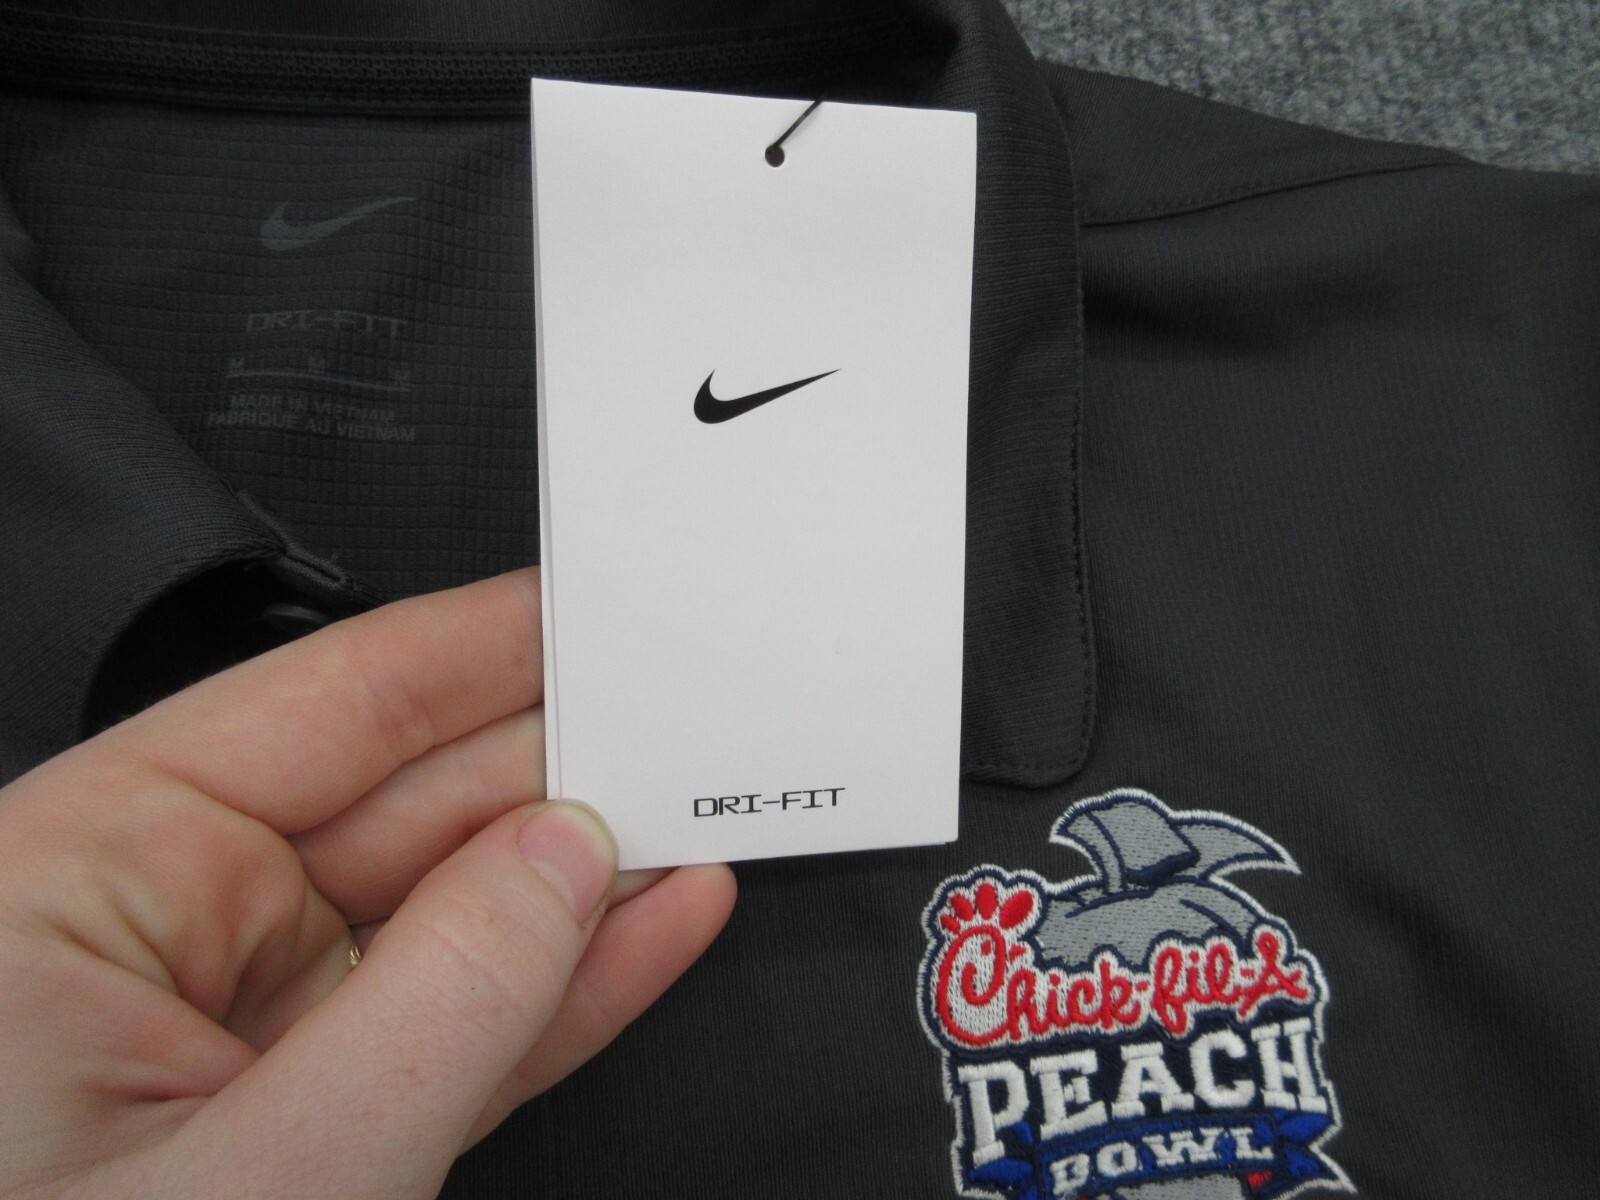 DRI-FIT
M M M
MADE IN VIETNAM
FABRIQUE AU VIETNAM
DRI-FIT
Chick-fil-A
PEACH
BOWL